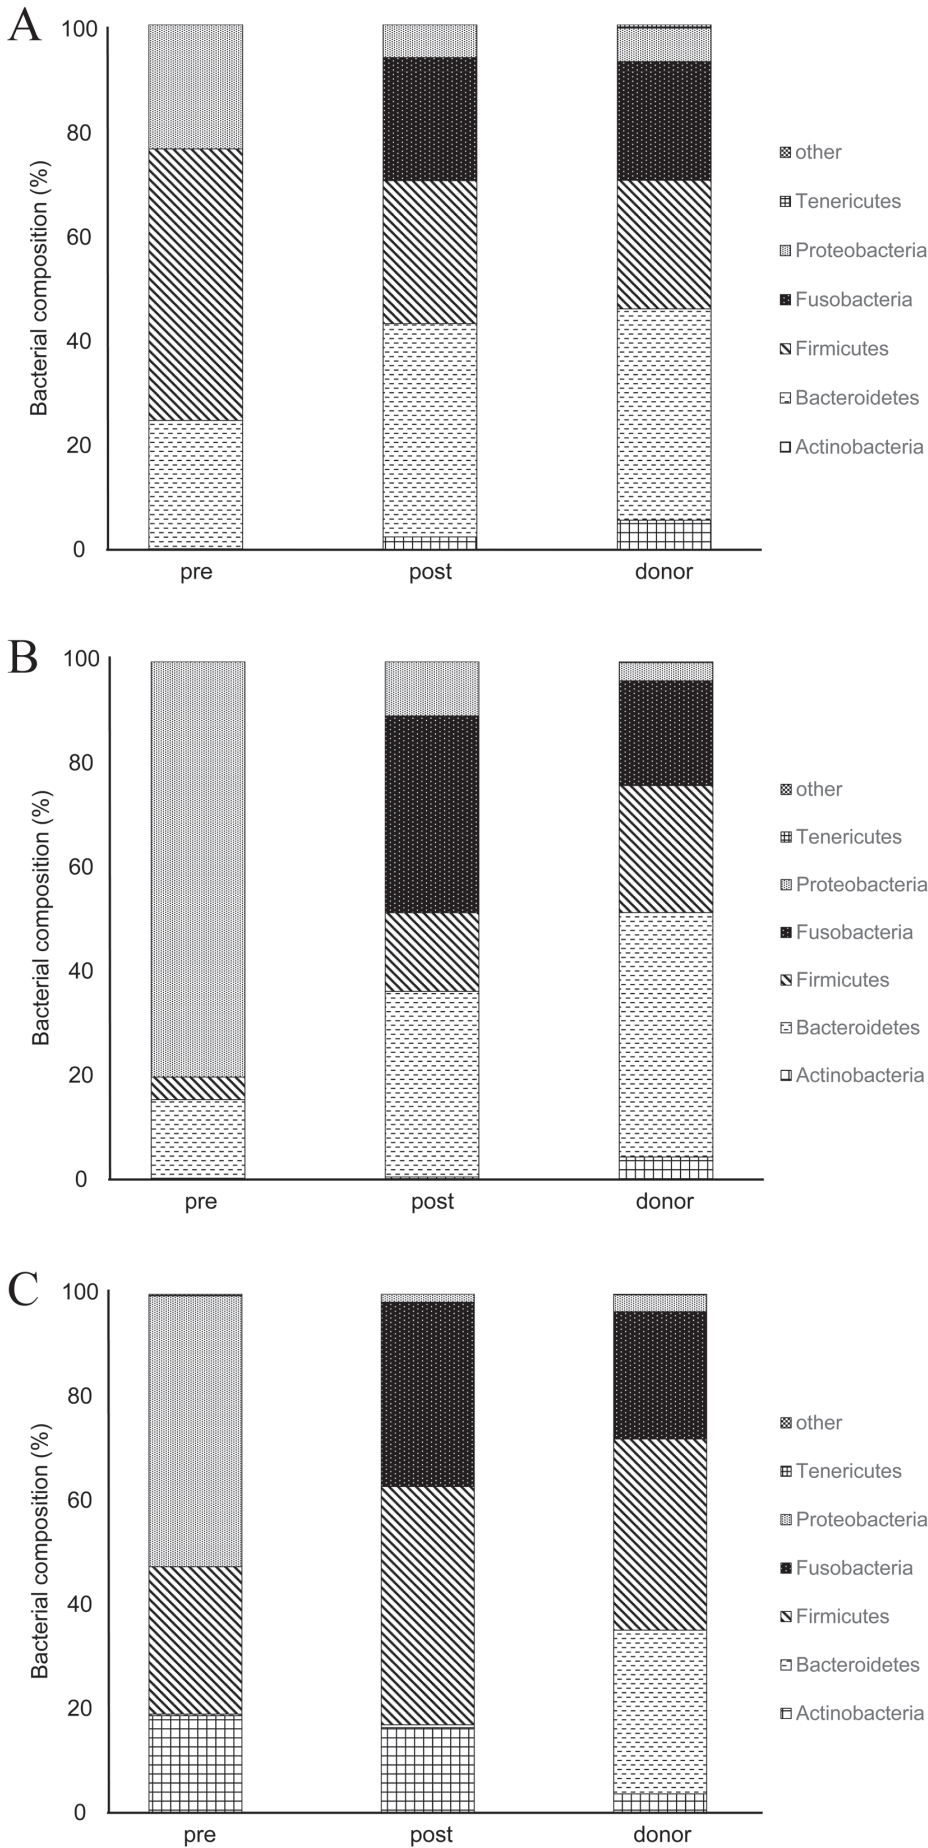 A
100
80
60
40
20
0
Bacterial composition (%)
pre
post
donor
other
Tenericutes
Proteobacteria
Fusobacteria
Firmicutes
Bacteroidetes
Actinobacteria
B
100
80
60
40
20
0
Bacterial composition (%)
pre
post
donor
other
Tenericutes
Proteobacteria
Fusobacteria
Firmicutes
Bacteroidetes
Actinobacteria
C
100
80
60
40
20
0
Bacterial composition (%)
pre
post
donor
other
Tenericutes
Proteobacteria
Fusobacteria
Firmicutes
Bacteroidetes
Actinobacteria